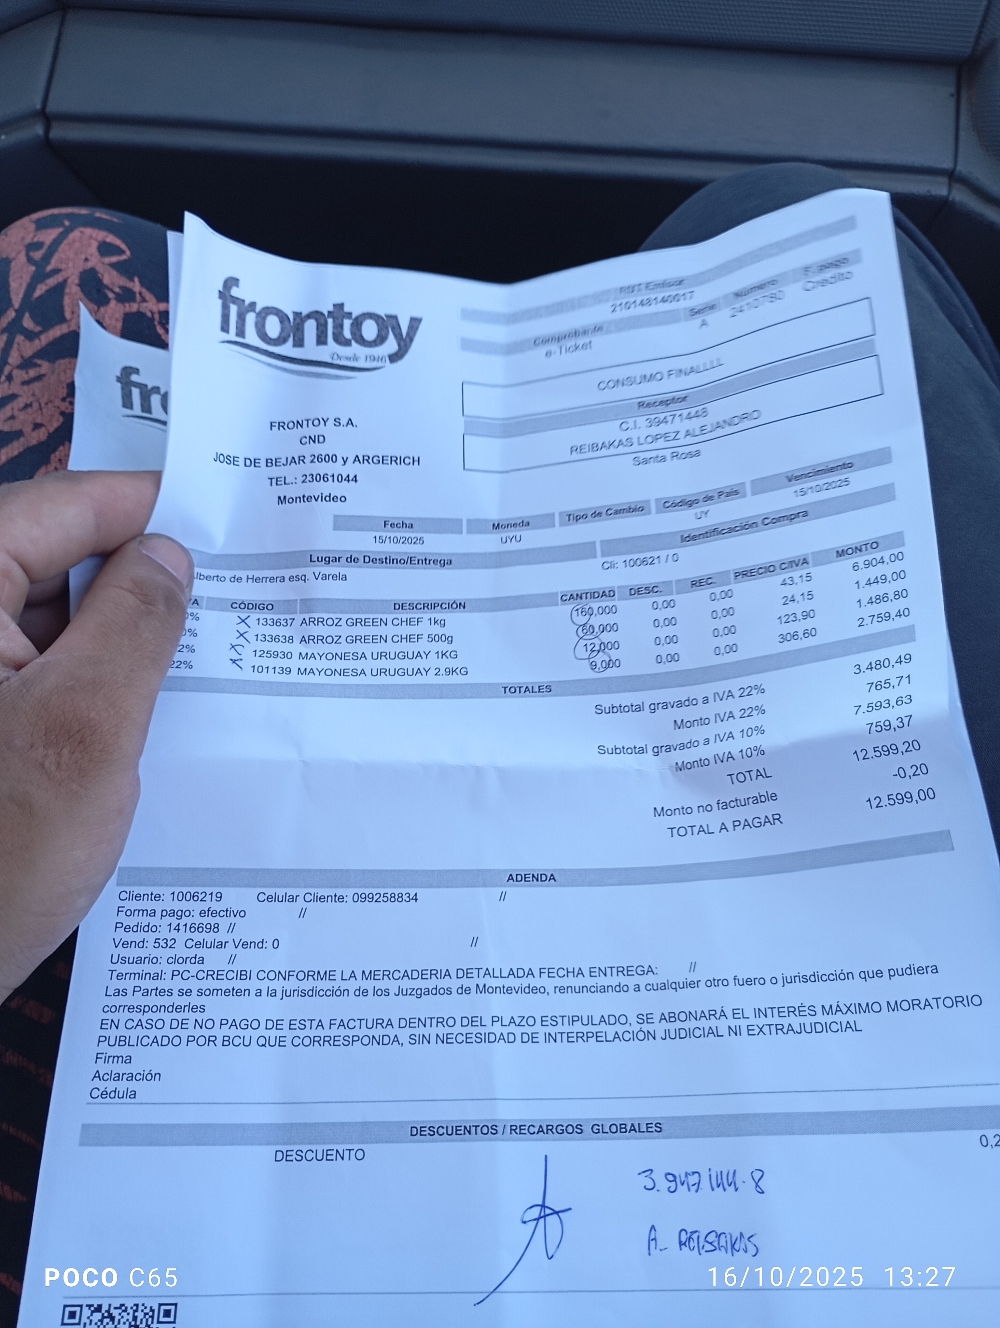 frontoy
Desde 1946
fr
FRONTOY S.A.
CND
JOSE DE BEJAR 2600 y ARGERICH
TEL.: 23061044
Montevideo
RUT Emisor
210148140017
Comprobante Serie Número F. pago
e-Ticket A Crédito
CONSUMO FINALLLL
Receptor
C.I. 39471448
REIBAKAS LOPEZ ALEJANDRO
Santa Rosa
Fecha Moneda Tipo de Cambio Código de País Vencimiento
15/10/2025 UYU UY 15/10/2025
Lugar de Destino/Entrega Identificación Compra
lberto de Herrera esq. Varela Cli: 100621 / 0
VA CÓDIGO DESCRIPCIÓN CANTIDAD DESC. REC. PRECIO C/IVA MONTO
0% 133637 ARROZ GREEN CHEF 1kg 160,000 0,00 0,00 43,15 6.904,00
0% 133638 ARROZ GREEN CHEF 500g 60,000 0,00 0,00 24,15 1.449,00
2% 125930 MAYONESA URUGUAY 1KG 12,000 0,00 0,00 123,90 1.486,80
22% 101139 MAYONESA URUGUAY 2.9KG 9,000 0,00 0,00 306,60 2.759,40
TOTALES
Subtotal gravado a IVA 22% 3.480,49
Monto IVA 22% 765,71
Subtotal gravado a IVA 10% 7.593,63
Monto IVA 10% 759,37
TOTAL 12.599,20
Monto no facturable -0,20
TOTAL A PAGAR 12.599,00
ADENDA
Cliente: 1006219 Celular Cliente: 099258834 //
Forma pago: efectivo //
Pedido: 1416698 //
Vend: 532 Celular Vend: 0 //
Usuario: clorda //
Terminal: PC-CRECIBI CONFORME LA MERCADERIA DETALLADA FECHA ENTREGA: //
Las Partes se someten a la jurisdicción de los Juzgados de Montevideo, renunciando a cualquier otro fuero o jurisdicción que pudiera
corresponderles
EN CASO DE NO PAGO DE ESTA FACTURA DENTRO DEL PLAZO ESTIPULADO, SE ABONARÁ EL INTERÉS MÁXIMO MORATORIO
PUBLICADO POR BCU QUE CORRESPONDA, SIN NECESIDAD DE INTERPELACIÓN JUDICIAL NI EXTRAJUDICIAL
Firma
Aclaración
Cédula
DESCUENTOS / RECARGOS GLOBALES
DESCUENTO 0,2
3.947.144.8
A. REIBAKAS
POCO C65
16/10/2025 13:27